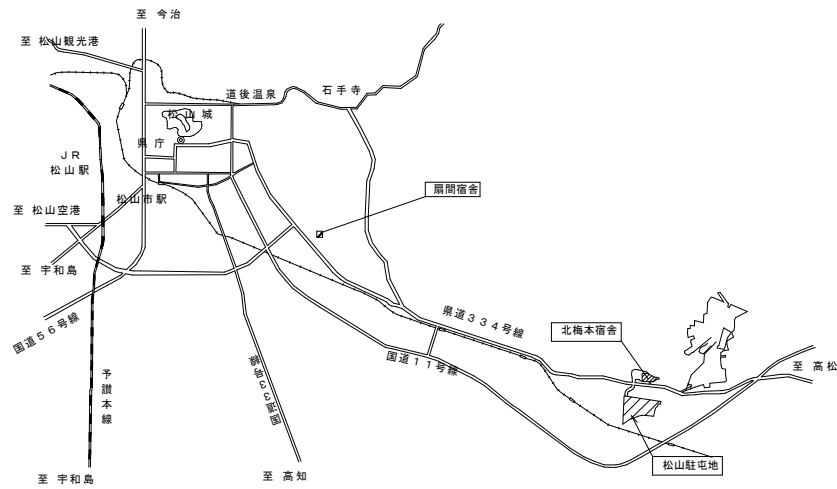 至 今治
至 松山観光港
道後温泉
石手寺
松山城
県庁
JR
松山駅
扇間宿舎
松山市駅
至 松山空港
至 宇和島
県道334号線
北梅本宿舎
国道56号線
国道11号線
至 高松
予讃本線
国道33号線
松山駐屯地
至 宇和島
至 高知